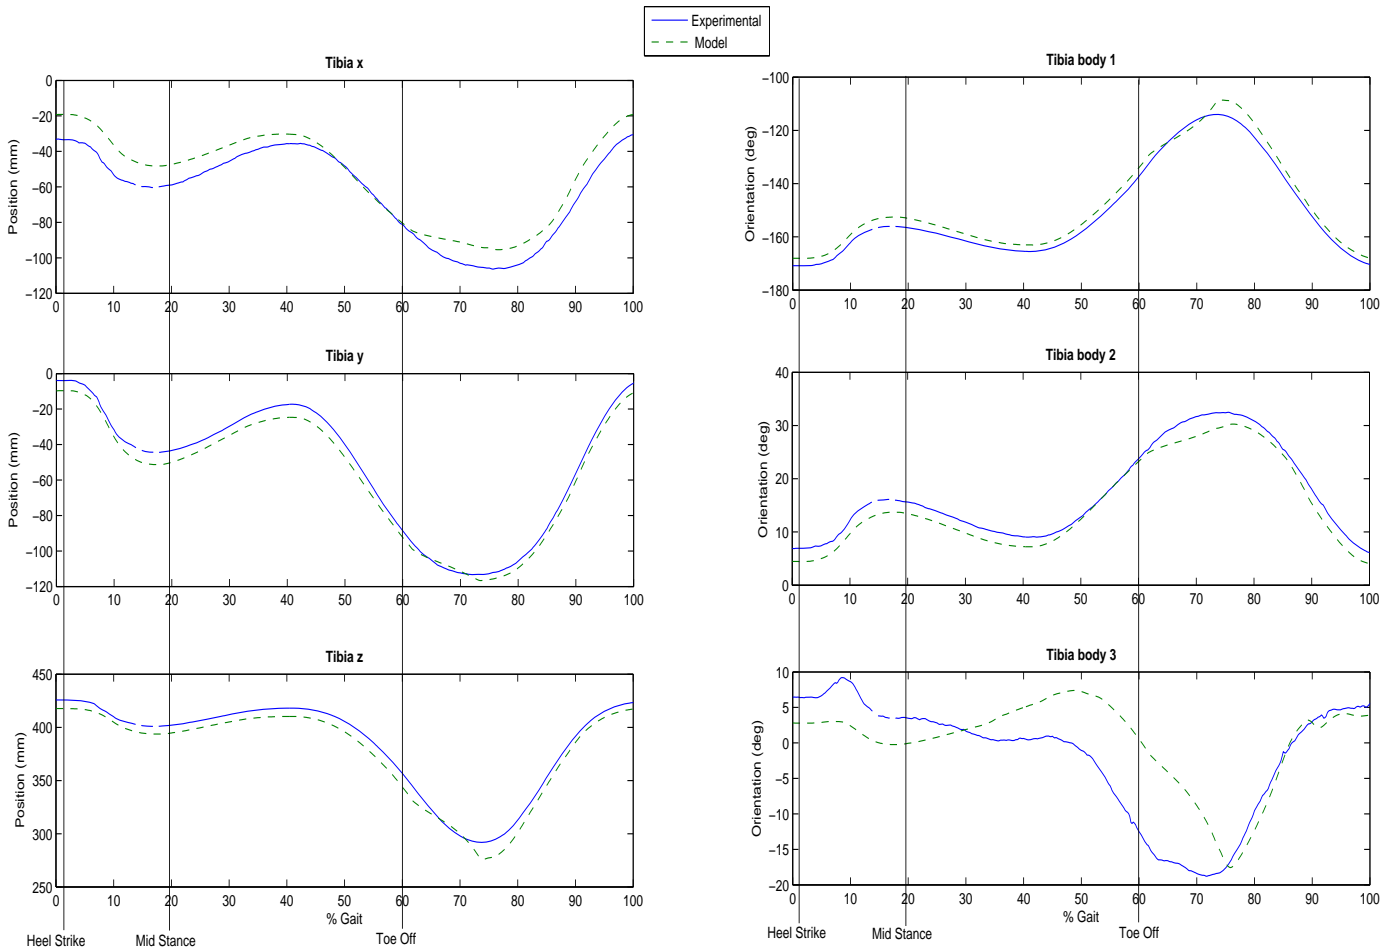 Experimental
Model
Tibia x
Position (mm)
0
−20
−40
−60
−80
−100
−120
0 10 20 30 40 50 60 70 80 90 100
Tibia y
Position (mm)
0
−20
−40
−60
−80
−100
−120
0 10 20 30 40 50 60 70 80 90 100
Tibia z
Position (mm)
450
400
350
300
250
0 10 20 30 40 50 60 70 80 90 100
% Gait
Heel Strike Mid Stance Toe Off
Tibia body 1
Orientation (deg)
−100
−120
−140
−160
−180
0 10 20 30 40 50 60 70 80 90 100
Tibia body 2
Orientation (deg)
40
30
20
10
0
0 10 20 30 40 50 60 70 80 90 100
Tibia body 3
Orientation (deg)
10
5
0
−5
−10
−15
−20
0 10 20 30 40 50 60 70 80 90 100
% Gait
Heel Strike Mid Stance Toe Off